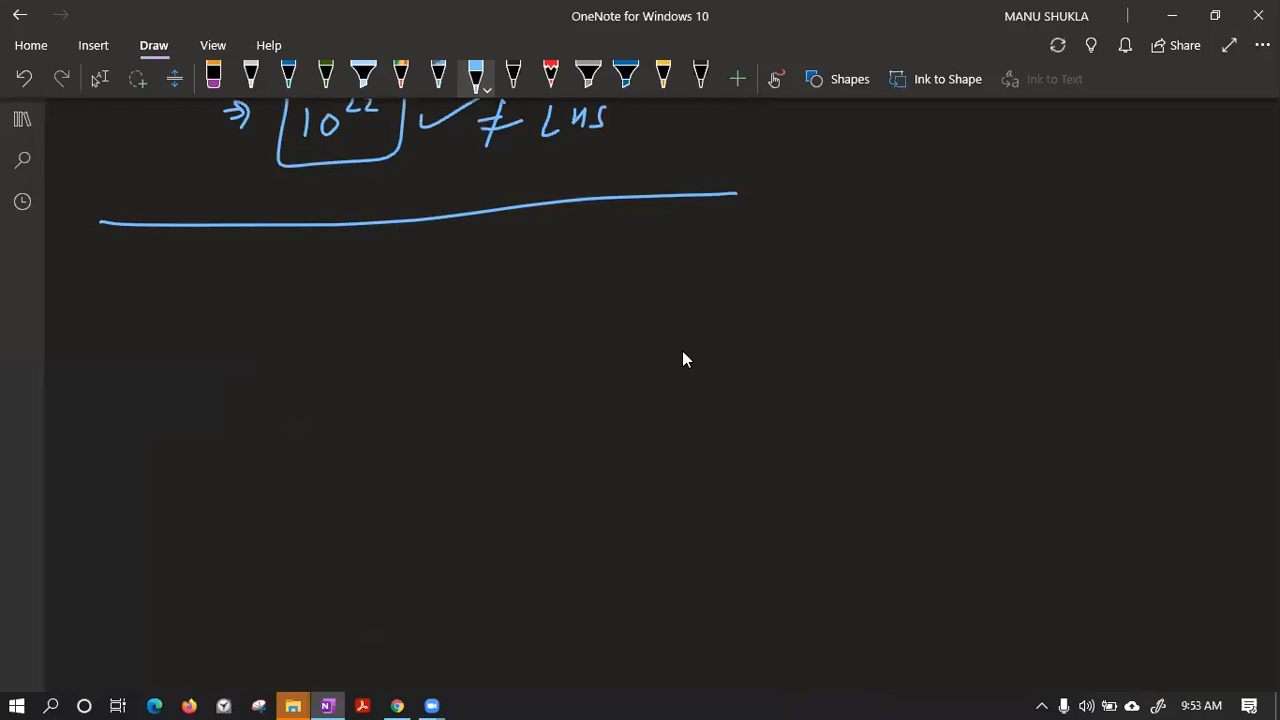 OneNote for Windows 10
MANU SHUKLA
Home Insert Draw View Help
Share
Shapes
Ink to Shape
Ink to Text
⇒ 10²² ✓ ≠ LHS
9:53 AM